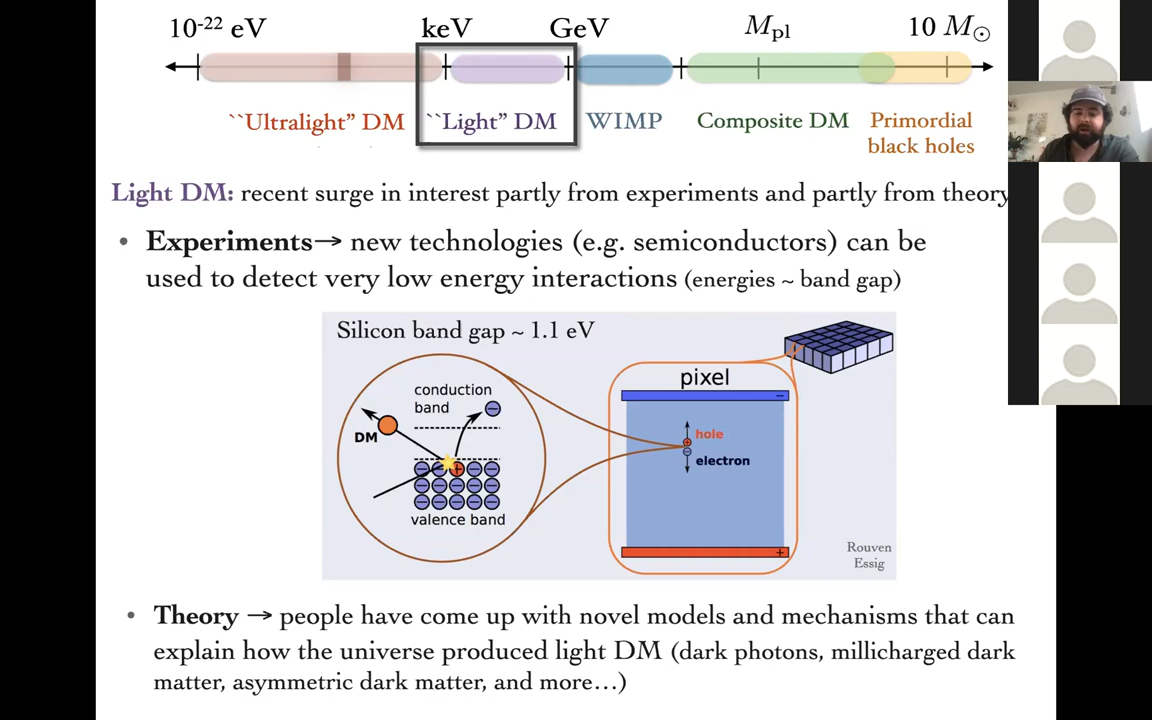 10-22 eV keV GeV Mpl 10 M⊙
``Ultralight” DM ``Light” DM WIMP Composite DM Primordial
black holes
Light DM: recent surge in interest partly from experiments and partly from theory
• Experiments→ new technologies (e.g. semiconductors) can be
used to detect very low energy interactions (energies ~ band gap)
Silicon band gap ~ 1.1 eV
conduction
band
DM
valence band
pixel
−
hole
electron
+
Rouven
Essig
• Theory → people have come up with novel models and mechanisms that can
explain how the universe produced light DM (dark photons, millicharged dark
matter, asymmetric dark matter, and more…)